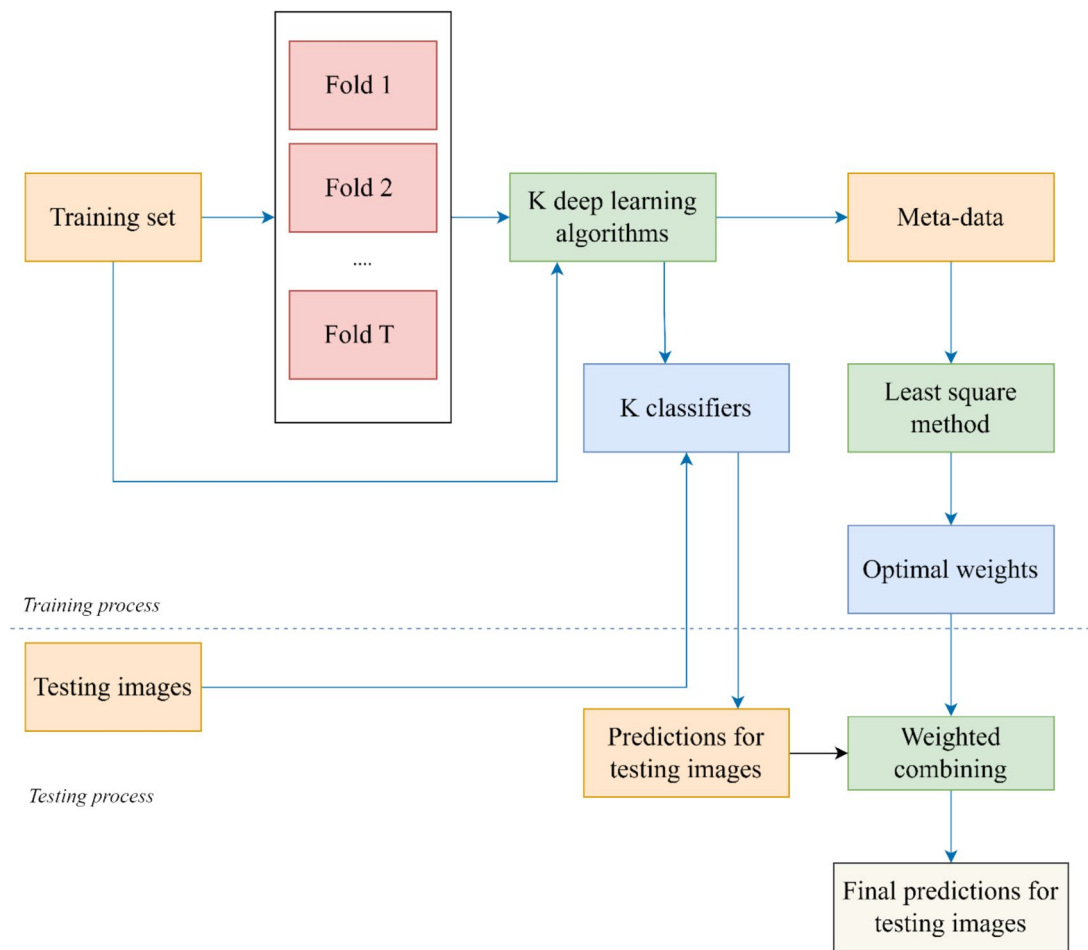 Fold 1
Fold 2
....
Fold T
Training set
K deep learning
algorithms
Meta-data
K classifiers
Least square
method
Optimal weights
Training process
Testing images
Predictions for
testing images
Weighted
combining
Testing process
Final predictions for
testing images